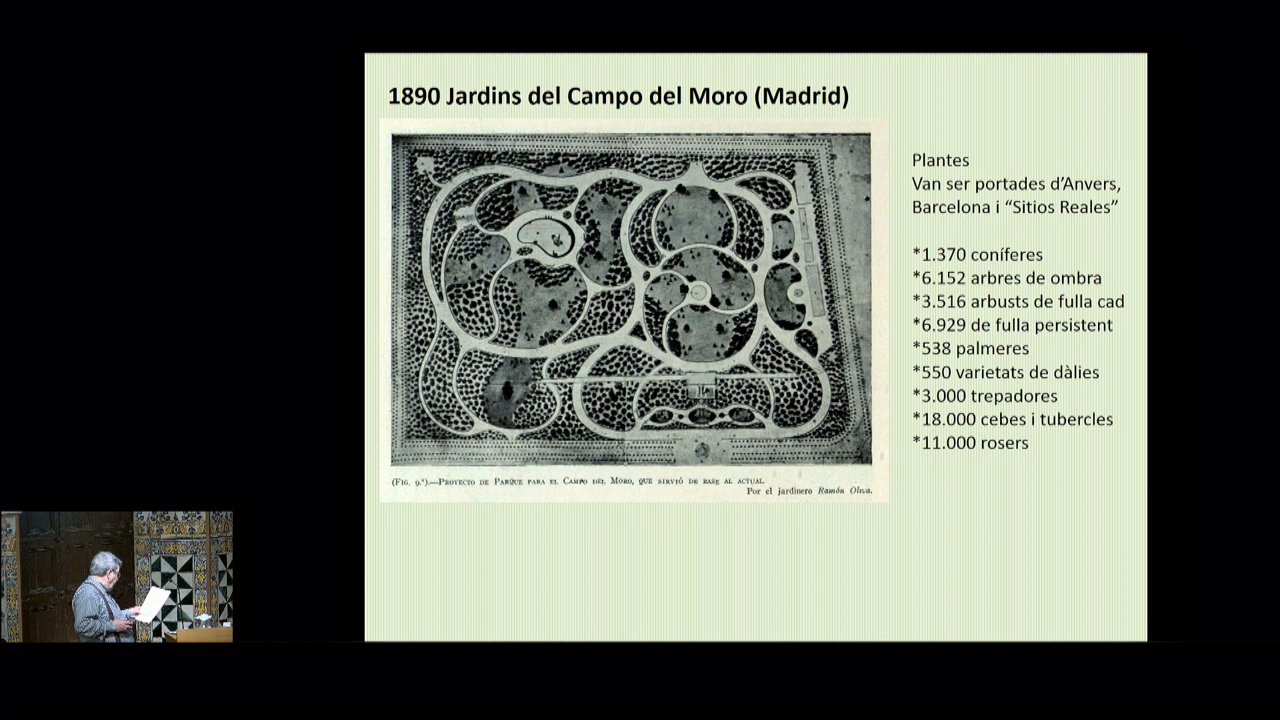 1890 Jardins del Campo del Moro (Madrid)
Plantes
Van ser portades d’Anvers,
Barcelona i “Sitios Reales”
*1.370 coníferes
*6.152 arbres de ombra
*3.516 arbusts de fulla cad
*6.929 de fulla persistent
*538 palmeres
*550 varietats de dàlies
*3.000 trepadores
*18.000 cebes i tubercles
*11.000 rosers
(Fig. 9.ª).—Proyecto de Parque para el Campo del Moro, que sirvió de base al actual.
Por el jardinero Ramón Oliva.